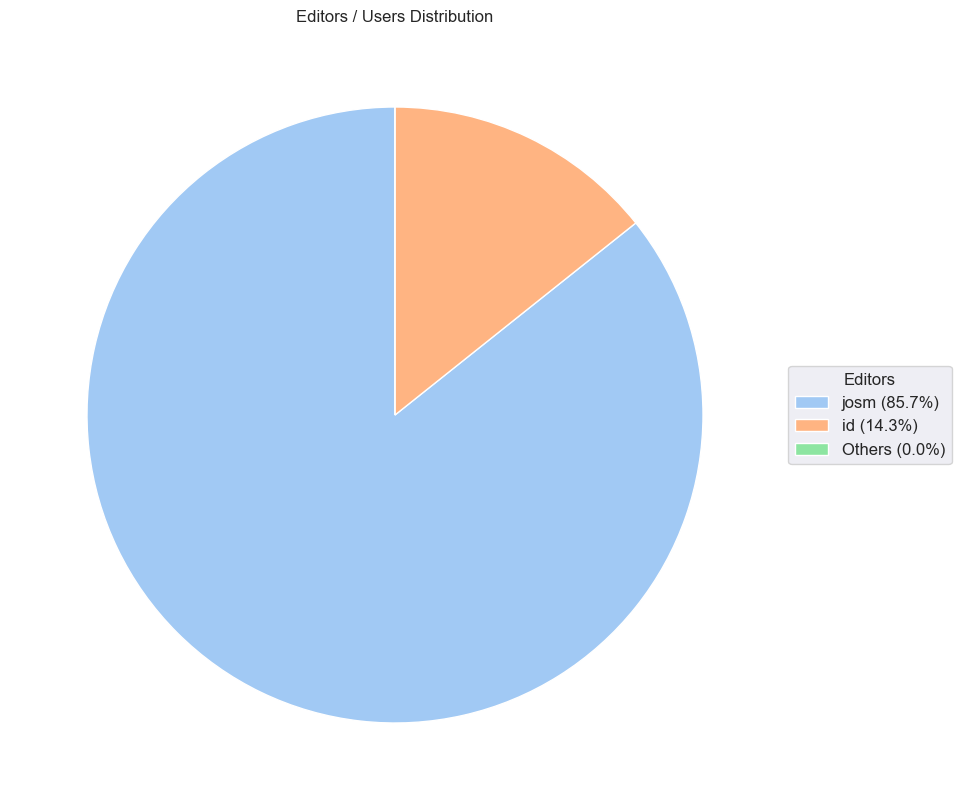 Editors / Users Distribution
Editors
josm (85.7%)
id (14.3%)
Others (0.0%)